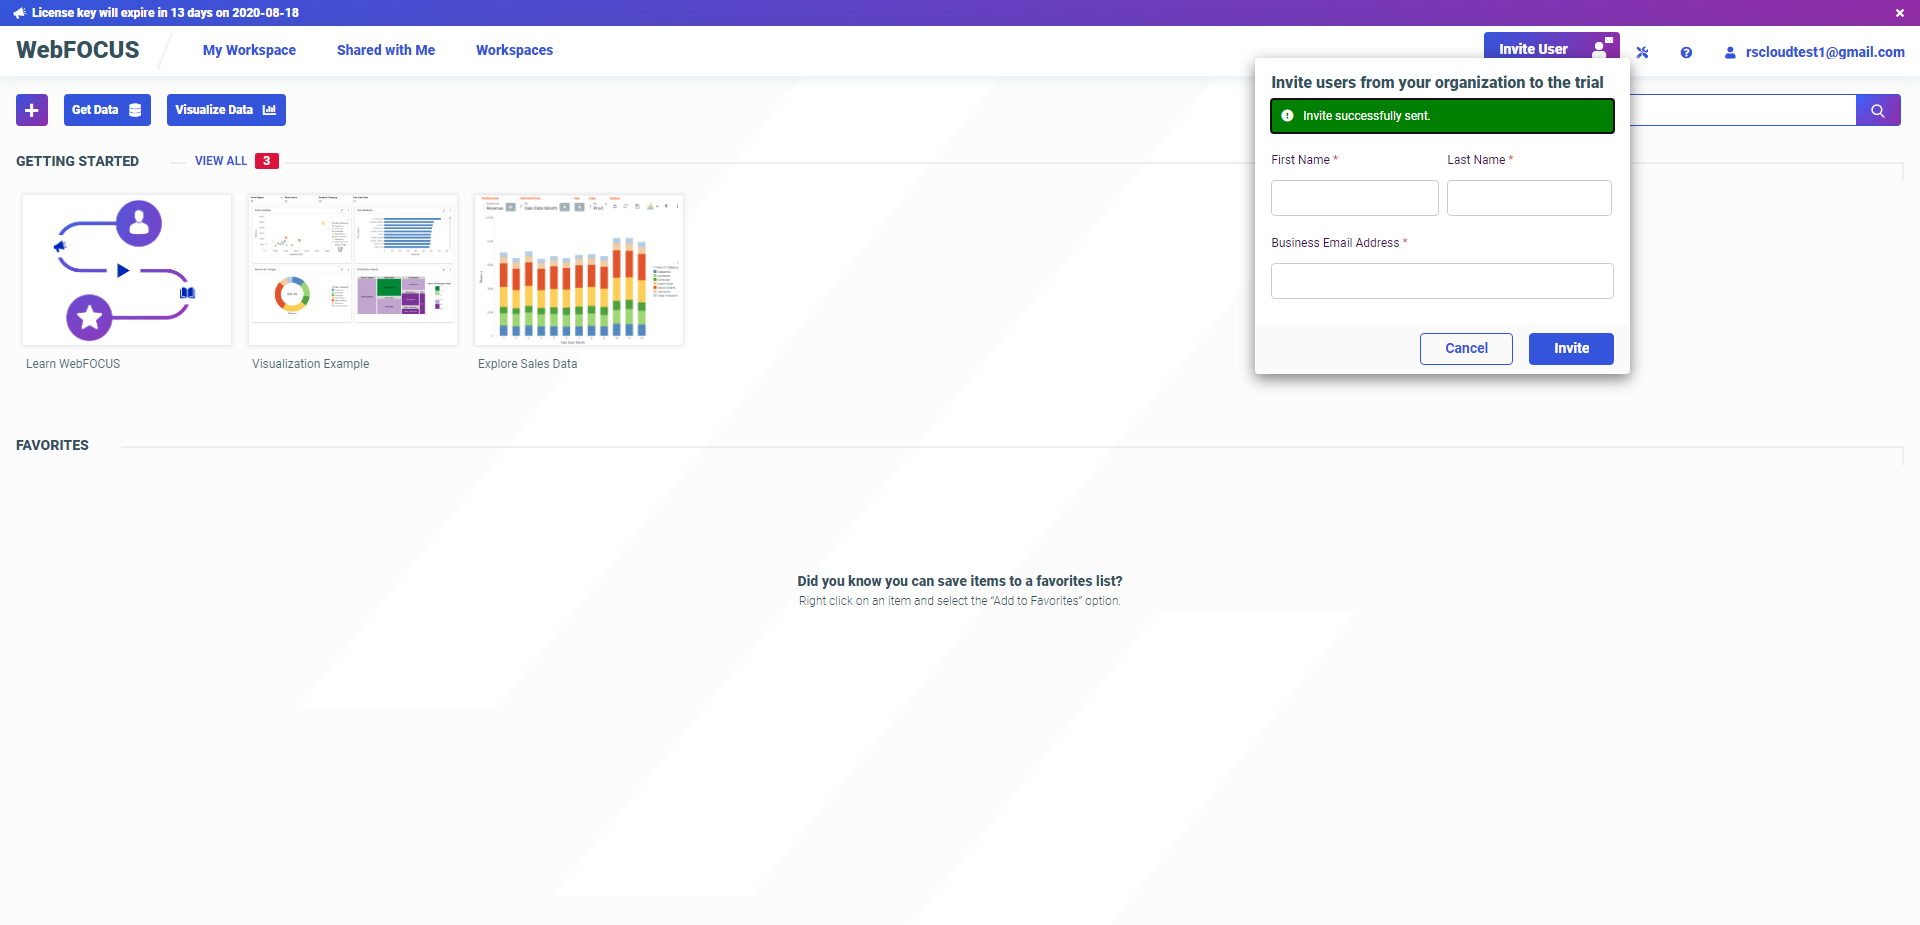 License key will expire in 13 days on 2020-08-18
WebFOCUS
My Workspace
Shared with Me
Workspaces
Invite User
rscloudtest1@gmail.com
Get Data
Visualize Data
Invite users from your organization to the trial
Invite successfully sent.
First Name *
Last Name *
Business Email Address *
Cancel
Invite
GETTING STARTED
VIEW ALL
3
Learn WebFOCUS
Visualization Example
Explore Sales Data
FAVORITES
Did you know you can save items to a favorites list?
Right click on an item and select the “Add to Favorites” option.